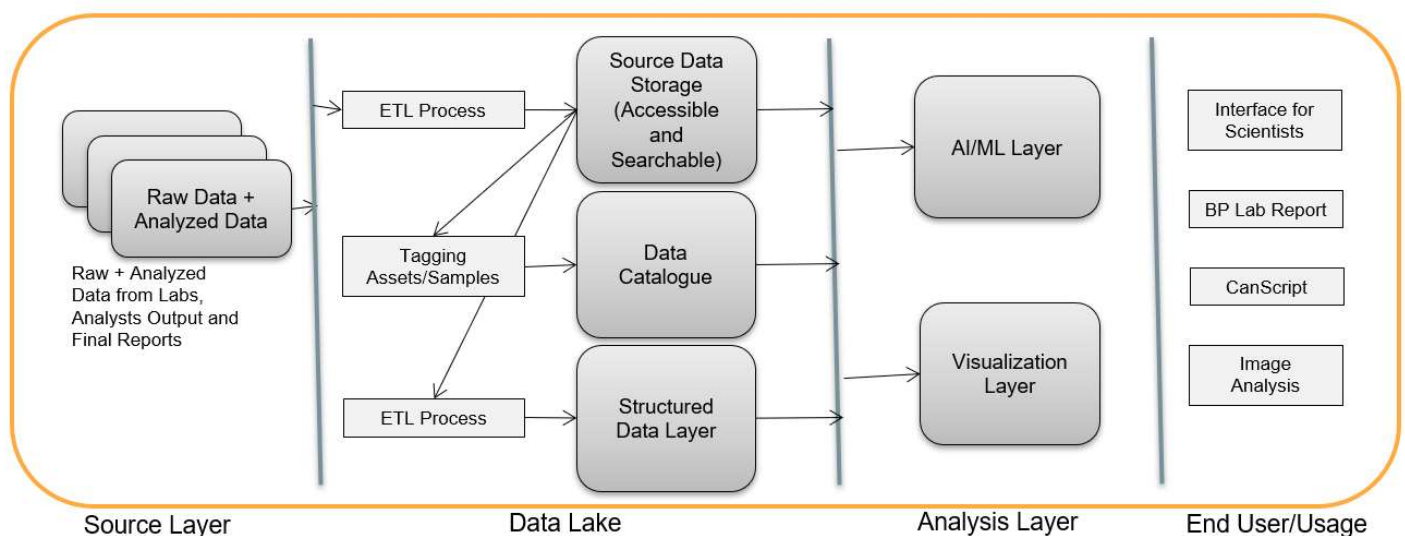 Raw Data +
Analyzed Data
Raw + Analyzed
Data from Labs,
Analysts Output and
Final Reports
Source Layer
ETL Process
Source Data
Storage
(Accessible
and
Searchable)
Tagging
Assets/Samples
Data
Catalogue
ETL Process
Structured
Data Layer
Data Lake
AI/ML Layer
Visualization
Layer
Analysis Layer
Interface for
Scientists
BP Lab Report
CanScript
Image
Analysis
End User/Usage